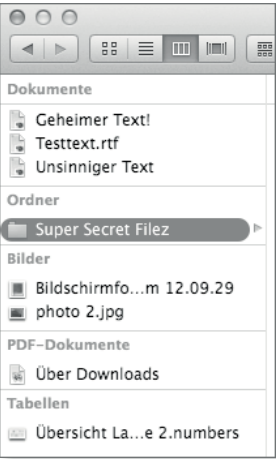 Dokumente
Geheimer Text!
Testtext.rtf
Unsinniger Text
Ordner
Super Secret Filez
Bilder
Bildschirmfo...m 12.09.29
photo 2.jpg
PDF-Dokumente
Über Downloads
Tabellen
Übersicht La...e 2.numbers